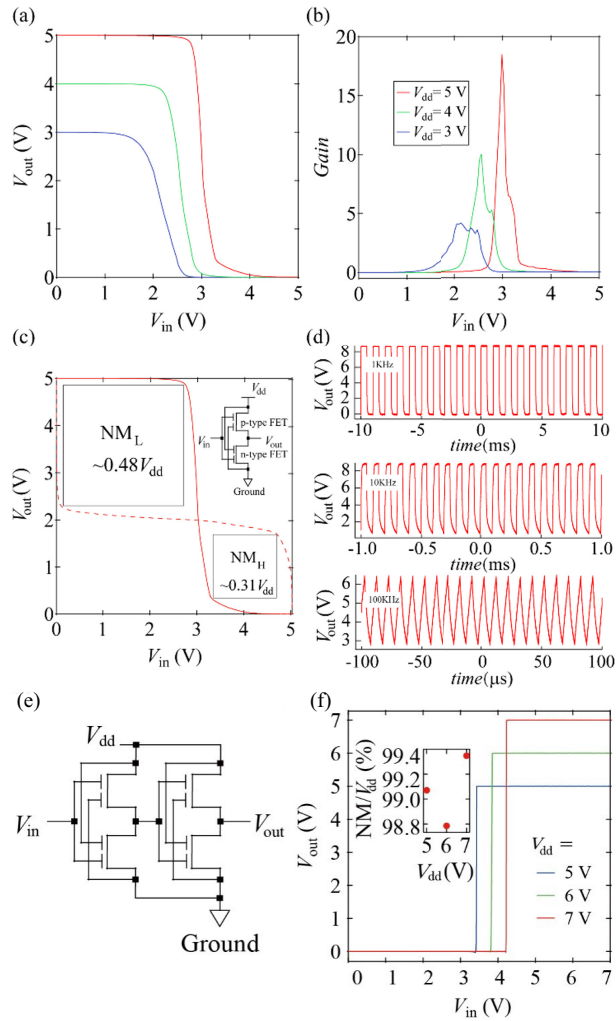 (a)
5
4
3
2
1
0
Vout (V)
0 1 2 3 4 5
Vin (V)
(b)
20
15
10
5
0
Gain
Vdd= 5 V
Vdd= 4 V
Vdd= 3 V
0 1 2 3 4 5
Vin (V)
(c)
5
4
3
2
1
0
Vout (V)
NML
~0.48Vdd
Vdd
p-type FET
Vin
Vout
n-type FET
Ground
NMH
~0.31Vdd
0 1 2 3 4 5
Vin (V)
(d)
8
4
0
Vout(V)
1KHz
-10 -5 0 5 10
time(ms)
8
6
4
2
Vout(V)
10KHz
-1.0 -0.5 0.0 0.5 1.0
time(ms)
6
5
4
3
Vout(V)
100KHz
-100 -50 0 50 100
time(μs)
(e)
Vdd
Vin
Vout
Ground
(f)
7
6
5
4
3
2
1
0
Vout (V)
NM/Vdd (%)
99.4
99.2
99.0
98.8
5 6 7
Vdd (V)
Vdd =
5 V
6 V
7 V
0 1 2 3 4 5 6 7
Vin (V)